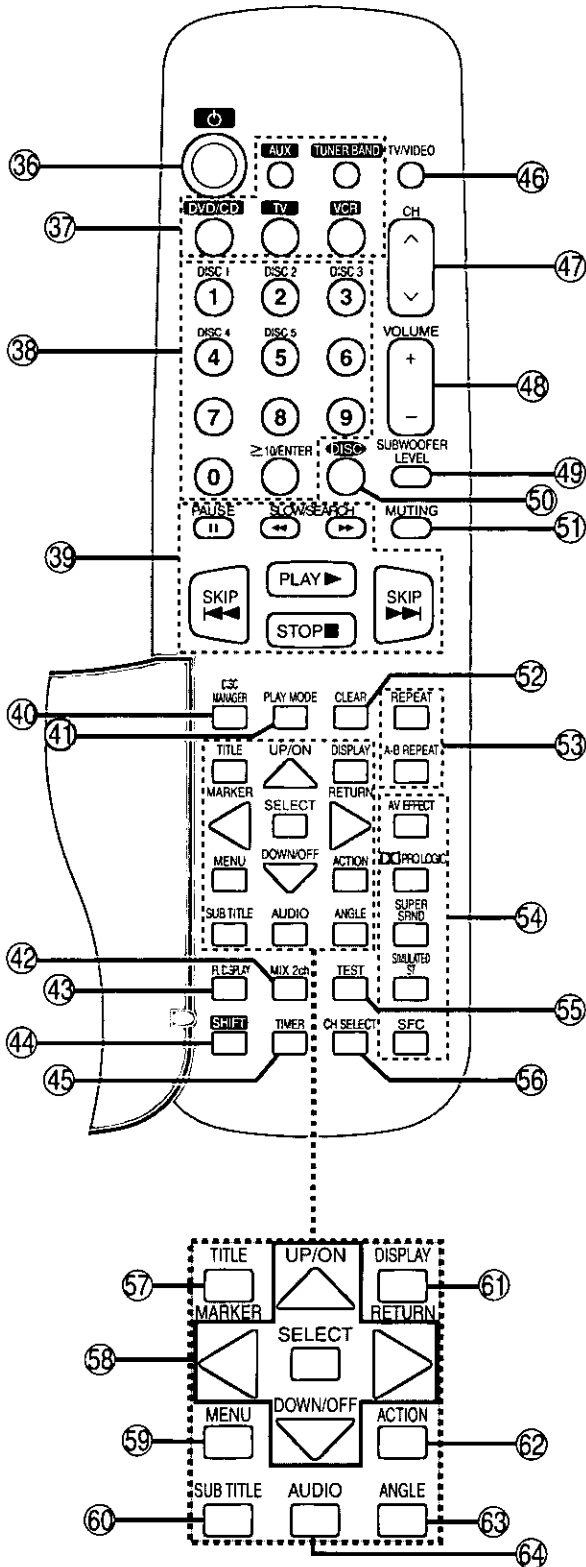 36
AUX TUNER BAND TV/VIDEO
46
37
DVD/CD TV VCR
CH
47
38
DISC 1 DISC 2 DISC 3
1 2 3
DISC 4 DISC 5
4 5 6
VOLUME
+
48
7 8 9
−
SUBWOOFER
LEVEL
49
0 ≧10/ENTER DISC
50
39
PAUSE SLOW/SEARCH MUTING
51
SKIP PLAY SKIP
STOP
40
DISC
MANAGER PLAY MODE CLEAR
52
41
REPEAT
53
TITLE UP/ON DISPLAY A-B REPEAT
MARKER RETURN
SELECT AV EFFECT
MENU DOWN/OFF ACTION PRO LOGIC
54
SUPER
SRND
SUB TITLE AUDIO ANGLE
42
SIMULATED
ST
43
FL DISPLAY MIX 2ch TEST
55
44
SHIFT TIMER CH SELECT S.F.C
45
56
TITLE UP/ON DISPLAY
57
61
MARKER RETURN
58
SELECT
MENU DOWN/OFF ACTION
59
62
SUB TITLE AUDIO ANGLE
60
63
64